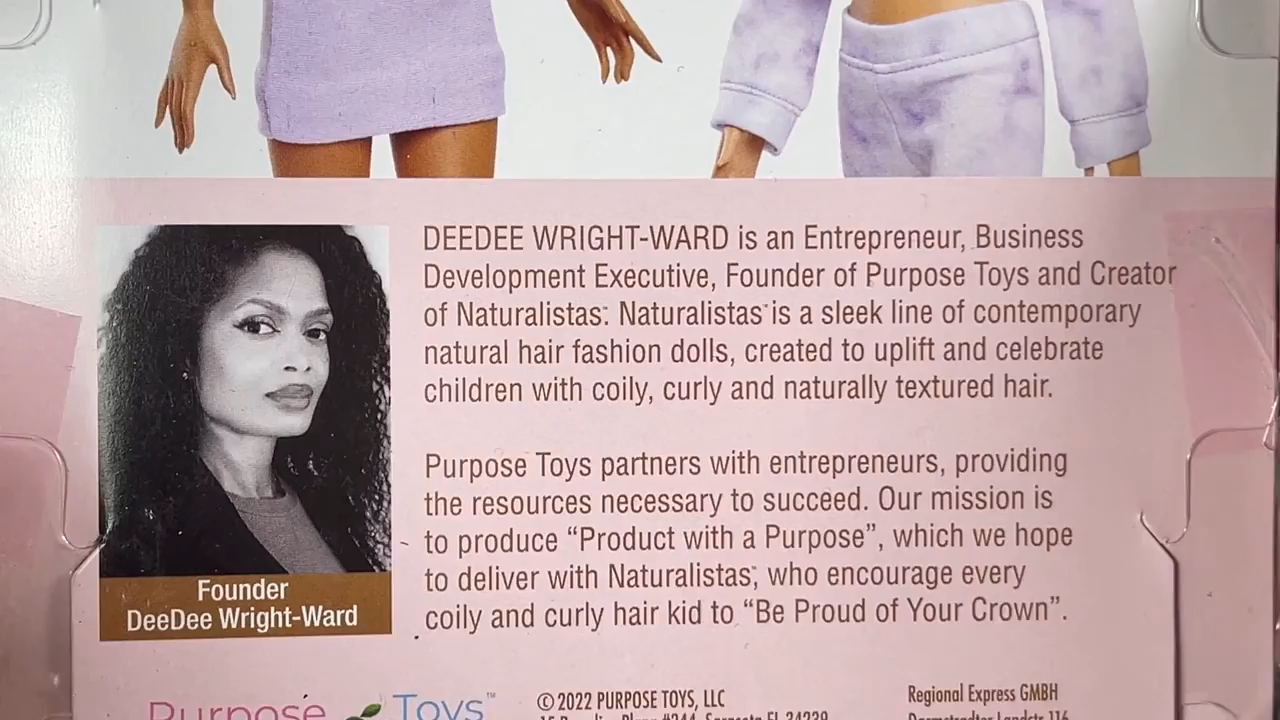 DEEDEE WRIGHT-WARD is an Entrepreneur, Business
Development Executive, Founder of Purpose Toys and Creator
of Naturalistas. Naturalistas is a sleek line of contemporary
natural hair fashion dolls, created to uplift and celebrate
children with coily, curly and naturally textured hair.
Purpose Toys partners with entrepreneurs, providing
the resources necessary to succeed. Our mission is
to produce “Product with a Purpose”, which we hope
to deliver with Naturalistas, who encourage every
coily and curly hair kid to “Be Proud of Your Crown”.
Founder
DeeDee Wright-Ward
Purpose Toys™
© 2022 PURPOSE TOYS, LLC
Regional Express GMBH